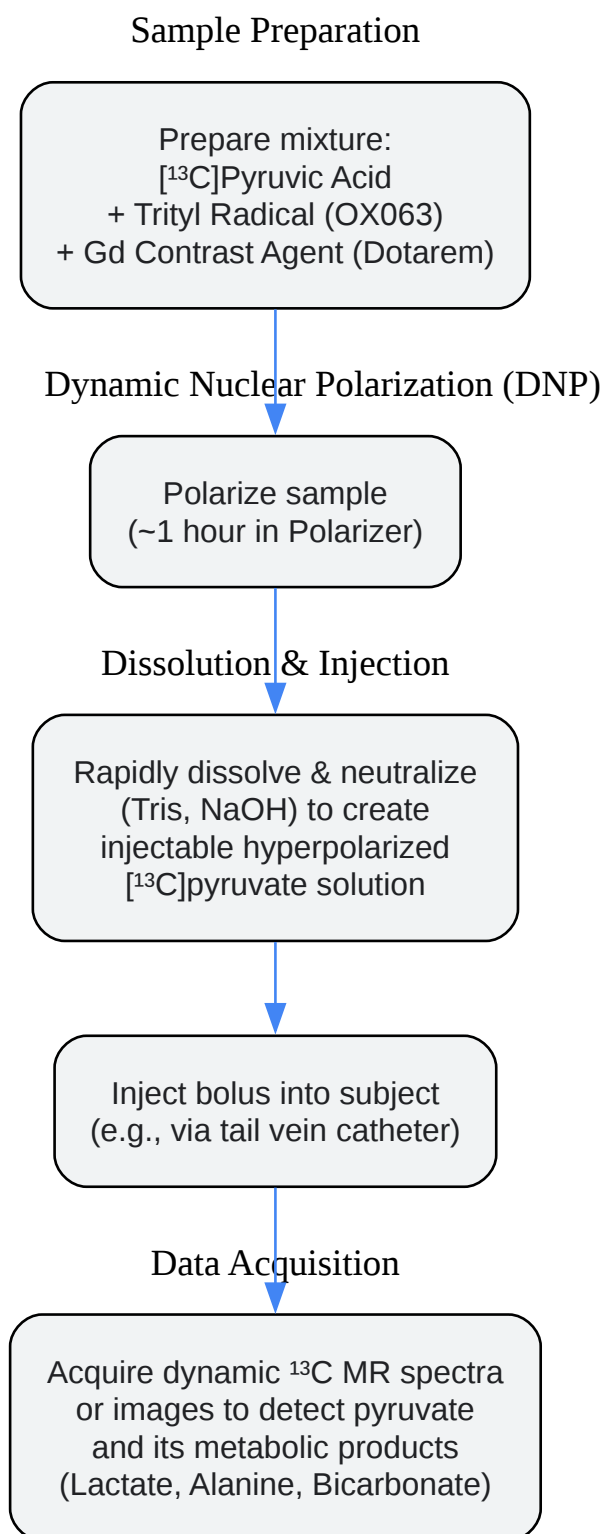 Sample Preparation
Prepare mixture:
[¹³C]Pyruvic Acid
+ Trityl Radical (OX063)
+ Gd Contrast Agent (Dotarem)
Dynamic Nuclear Polarization (DNP)
Polarize sample
(~1 hour in Polarizer)
Dissolution & Injection
Rapidly dissolve & neutralize
(Tris, NaOH) to create
injectable hyperpolarized
[¹³C]pyruvate solution
Inject bolus into subject
(e.g., via tail vein catheter)
Data Acquisition
Acquire dynamic ¹³C MR spectra
or images to detect pyruvate
and its metabolic products
(Lactate, Alanine, Bicarbonate)